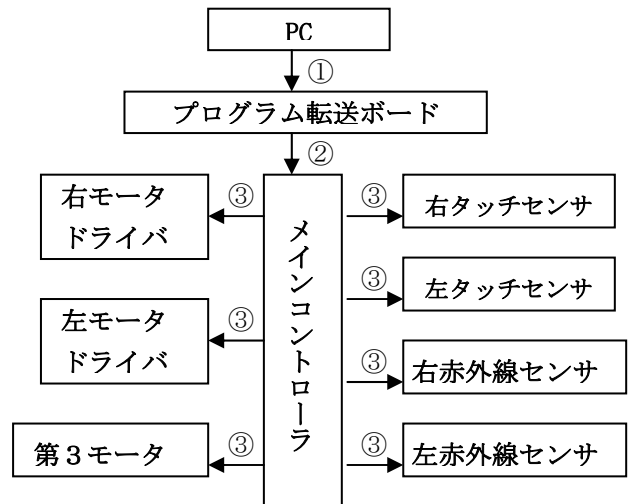 PC
①
プログラム転送ボード
②
右モータ
ドライバ
③
③
右タッチセンサ
メインコントローラ
③
左タッチセンサ
左モータ
ドライバ
③
③
右赤外線センサ
第3モータ
③
③
左赤外線センサ